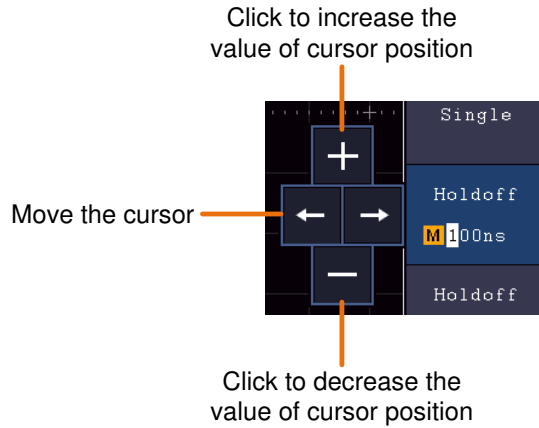 Click to increase the
value of cursor position
Single
Holdoff
Move the cursor
M 100ns
Holdoff
Click to decrease the
value of cursor position